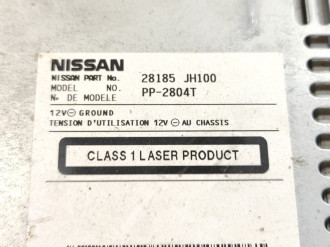 NISSAN
NISSAN PART No. 28185 JH100
MODEL NO. PP-2804T
No DE MODELE
12V⊖GROUND
TENSION D'UTILISATION 12V ⊖ AU CHASSIS
CLASS 1 LASER PRODUCT